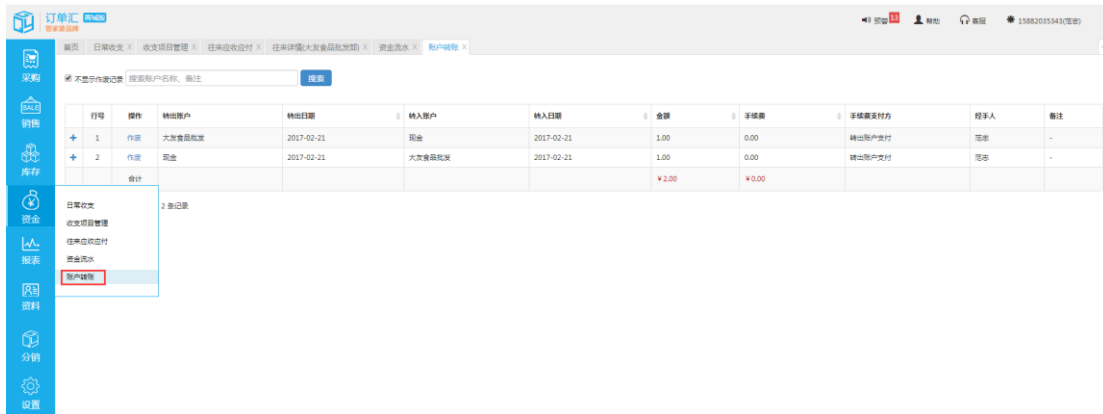 订单汇 商城版
管家婆品牌
预警 13 帮助 客服 15882035343(范志)
首页 日常收支 × 收支项目管理 × 往来应收应付 × 往来详情(大友食品批发部) × 资金流水 × 账户转账 ×
采购
不显示作废记录 搜索账户名称、备注 搜索
SALE
销售
行号 操作 转出账户 转出日期 转入账户 转入日期 金额 手续费 手续费支付方 经手人 备注
+ 1 作废 大友食品批发 2017-02-21 现金 2017-02-21 1.00 0.00 转出账户支付 范志 -
+ 2 作废 现金 2017-02-21 大友食品批发 2017-02-21 1.00 0.00 转出账户支付 范志 -
库存
合计 ¥2.00 ¥0.00
资金
日常收支 2 条记录
收支项目管理
往来应收应付
资金流水
账户转账
报表
资料
分销
设置